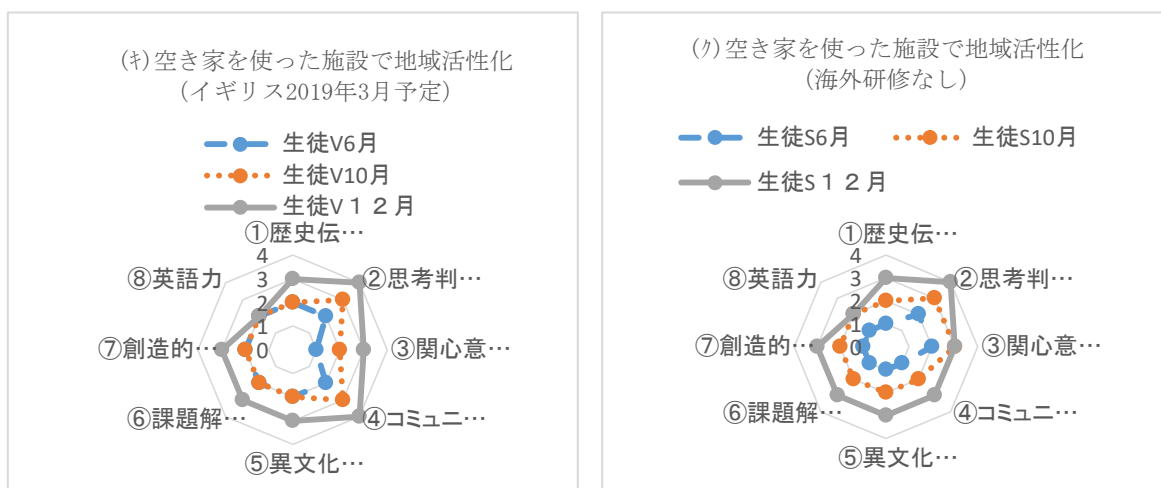 (ｷ)空き家を使った施設で地域活性化
(イギリス2019年3月予定)
生徒V6月
生徒V10月
生徒V１２月
①歴史伝…
②思考判…
③関心意…
④コミュニ…
⑤異文化…
⑥課題解…
⑦創造的…
⑧英語力
4
3
2
1
0
(ｸ)空き家を使った施設で地域活性化
(海外研修なし)
生徒S6月
生徒S10月
生徒S１２月
①歴史伝…
②思考判…
③関心意…
④コミュニ…
⑤異文化…
⑥課題解…
⑦創造的…
⑧英語力
4
3
2
1
0